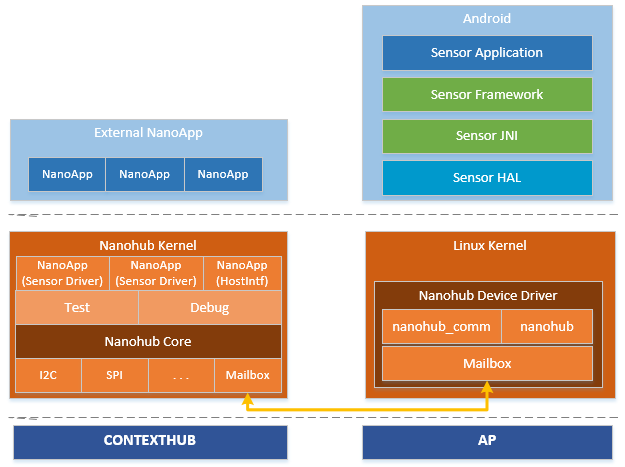 Android
Sensor Application
Sensor Framework
Sensor JNI
Sensor HAL
External NanoApp
NanoApp NanoApp NanoApp
Nanohub Kernel
NanoApp
(Sensor Driver)
NanoApp
(Sensor Driver)
NanoApp
(HostIntf)
Test Debug
Nanohub Core
I2C SPI . . . Mailbox
Linux Kernel
Nanohub Device Driver
nanohub_comm nanohub
Mailbox
CONTEXTHUB
AP